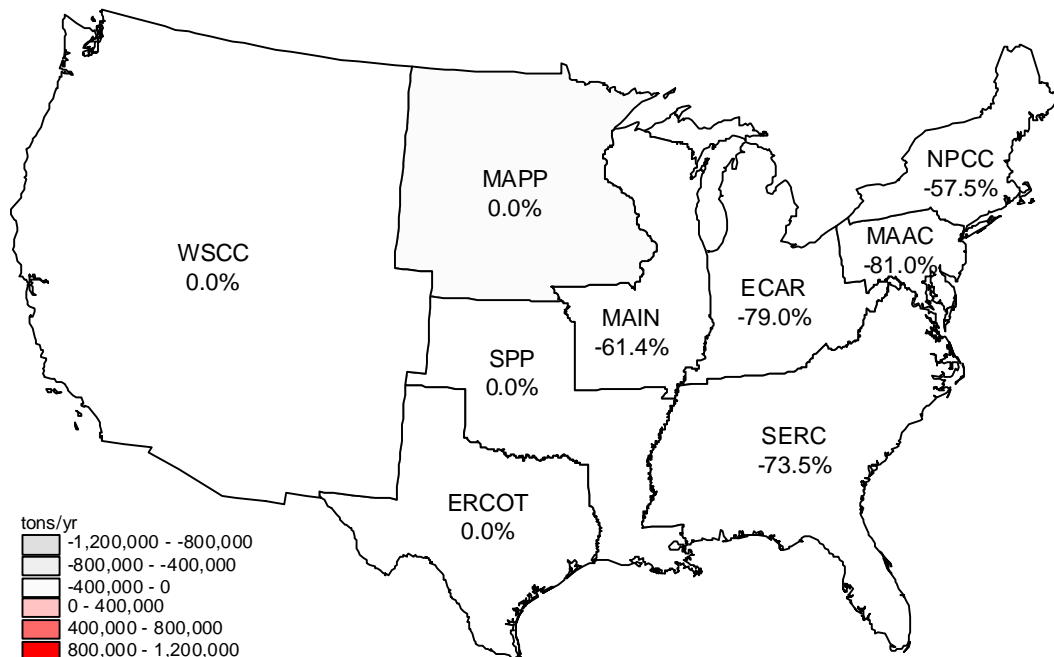 NPCC
-57.5%
MAPP
0.0%
MAAC
-81.0%
WSCC
0.0%
ECAR
-79.0%
MAIN
-61.4%
SPP
0.0%
SERC
-73.5%
ERCOT
0.0%
tons/yr
-1,200,000 - -800,000
-800,000 - -400,000
-400,000 - 0
0 - 400,000
400,000 - 800,000
800,000 - 1,200,000